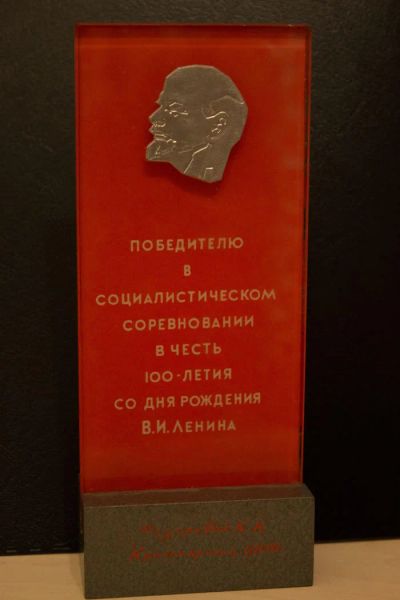 ПОБЕДИТЕЛЮ
В
СОЦИАЛИСТИЧЕСКОМ
СОРЕВНОВАНИИ
В ЧЕСТЬ
100-ЛЕТИЯ
СО ДНЯ РОЖДЕНИЯ
В.И.ЛЕНИНА